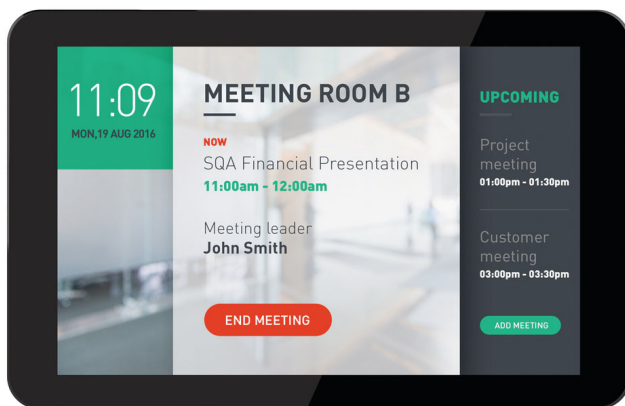 11:09
MON,19 AUG 2016
MEETING ROOM B
NOW
SQA Financial Presentation
11:00am - 12:00am
Meeting leader
John Smith
END MEETING
UPCOMING
Project
meeting
01:00pm - 01:30pm
Customer
meeting
03:00pm - 03:30pm
ADD MEETING